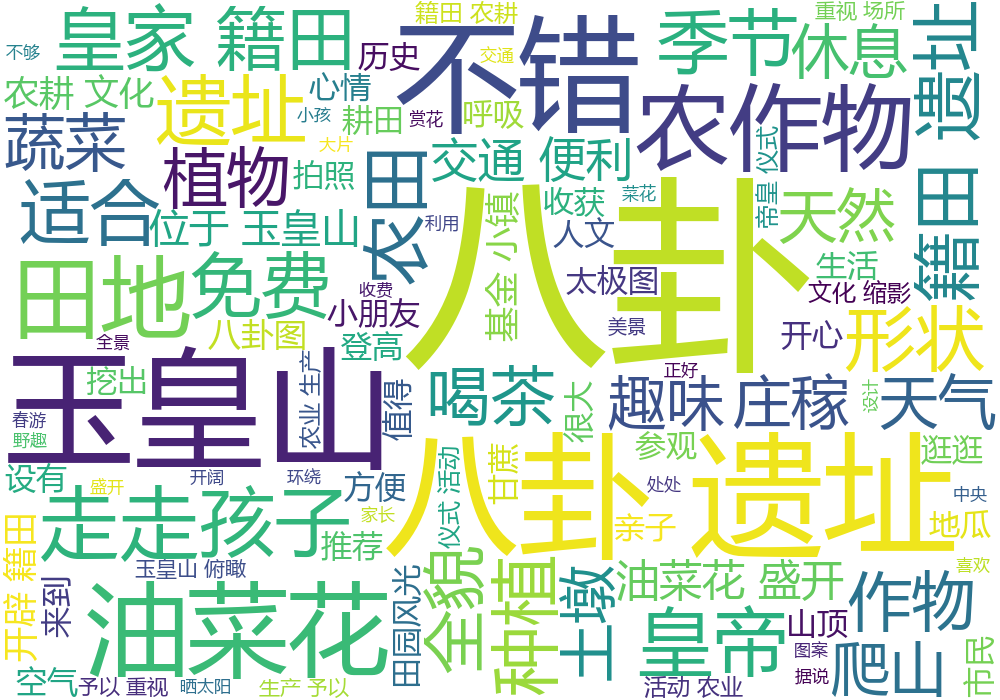 籍田 农耕
重视 场所
皇家 籍田
不错
季节
休息
遗址
不够
历史
交通
农耕 文化
遗址
心情
小孩
耕田
赏花
呼吸
农作物
蔬菜
大片
植物
拍照
农田
交通 便利
仪式
籍田
适合
位于 玉皇山
利用
基金 小镇
收获
菜花
人文
帝皇
天然
八卦
田地
免费
太极图
生活
收费
文化 缩影
小朋友
美景
八卦图
登高
开心
形状
全景
玉皇山
挖出
农业 生产
值得
喝茶
正好
很大
趣味
庄稼
设计
天气
春游
野趣
设有
盛开
开阔
环绕
方便
八卦 遗址
仪式 活动
甘蔗
参观
逛逛
处处
中央
走走
孩子
家长
推荐
亲子
地瓜
开辟 籍田
来到
玉皇山 俯瞰
油菜花
田园风光
全貌
种植
土墩
油菜花 盛开
喜欢
作物
皇帝
山顶
图案
据说
爬山
市民
空气
予以 重视
晒太阳
生产 予以
活动 农业